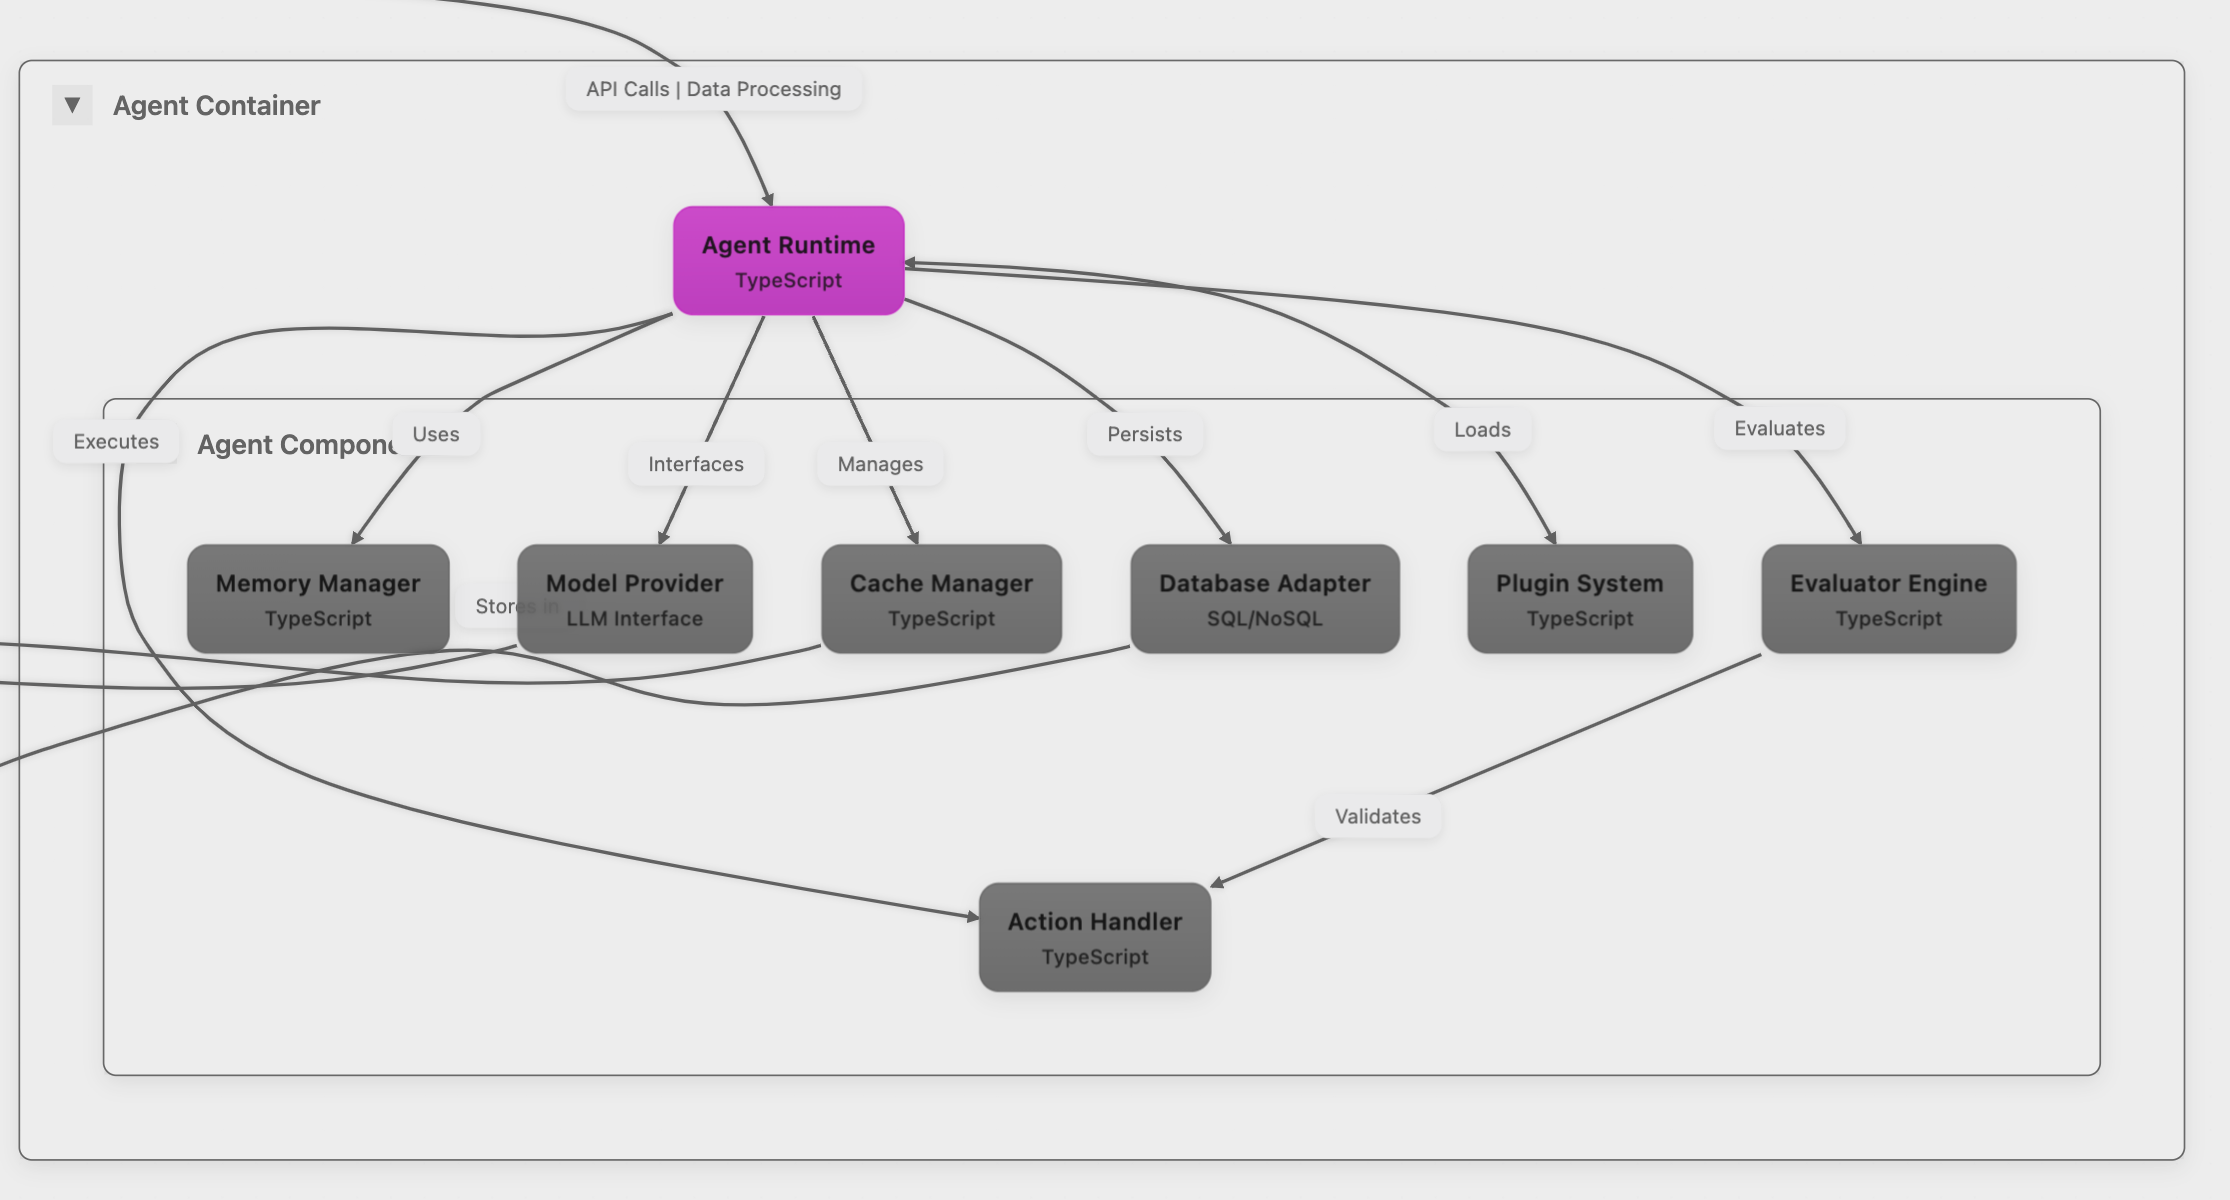 API Calls | Data Processing
▼ Agent Container
Agent Runtime
TypeScript
Executes
Agent Compone
Uses
Interfaces
Manages
Persists
Loads
Evaluates
Memory Manager
TypeScript
Stores in
Model Provider
LLM Interface
Cache Manager
TypeScript
Database Adapter
SQL/NoSQL
Plugin System
TypeScript
Evaluator Engine
TypeScript
Validates
Action Handler
TypeScript